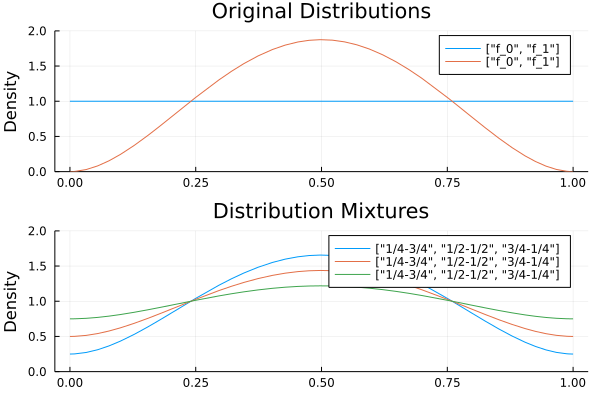 Original Distributions
2.0
1.5
1.0
0.5
0.0
Density
["f_0", "f_1"]
["f_0", "f_1"]
0.00 0.25 0.50 0.75 1.00
Distribution Mixtures
2.0
1.5
1.0
0.5
0.0
Density
["1/4-3/4", "1/2-1/2", "3/4-1/4"]
["1/4-3/4", "1/2-1/2", "3/4-1/4"]
["1/4-3/4", "1/2-1/2", "3/4-1/4"]
0.00 0.25 0.50 0.75 1.00